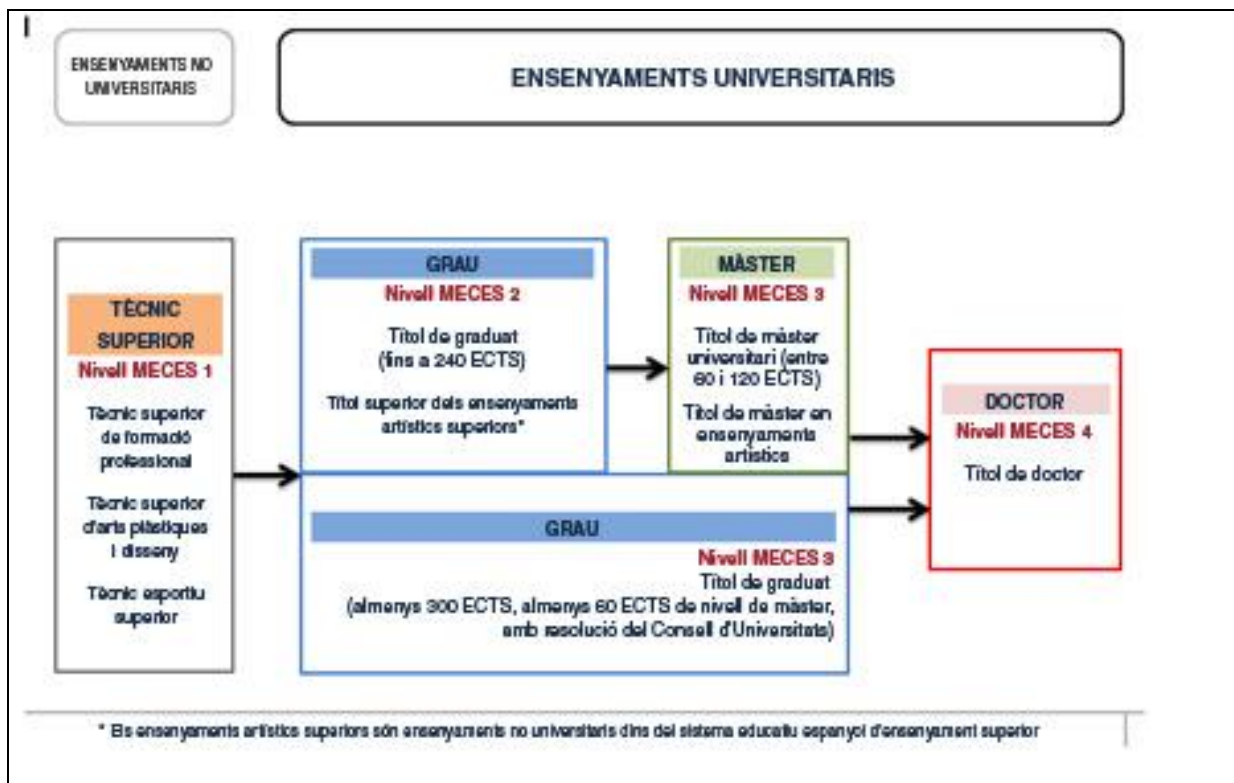 ENSENYAMENTS NO
UNIVERSITARIS
ENSENYAMENTS UNIVERSITARIS
TÈCNIC
SUPERIOR
Nivell MECES 1
Tècnic superior
de formació
professional
Tècnic superior
d'arts plàstiques
i disseny
Tècnic esportiu
superior
GRAU
Nivell MECES 2
Títol de graduat
(fins a 240 ECTS)
Títol superior dels ensenyaments
artístics superiors*
MÀSTER
Nivell MECES 3
Títol de màster
universitari (entre
60 i 120 ECTS)
Títol de màster en
ensenyaments
artístics
GRAU
Nivell MECES 3
Títol de graduat
(almenys 300 ECTS, almenys 60 ECTS de nivell de màster,
amb resolució del Consell d'Universitats)
DOCTOR
Nivell MECES 4
Títol de doctor
* Els ensenyaments artístics superiors són ensenyaments no universitaris dins del sistema educatiu espanyol d'ensenyament superior